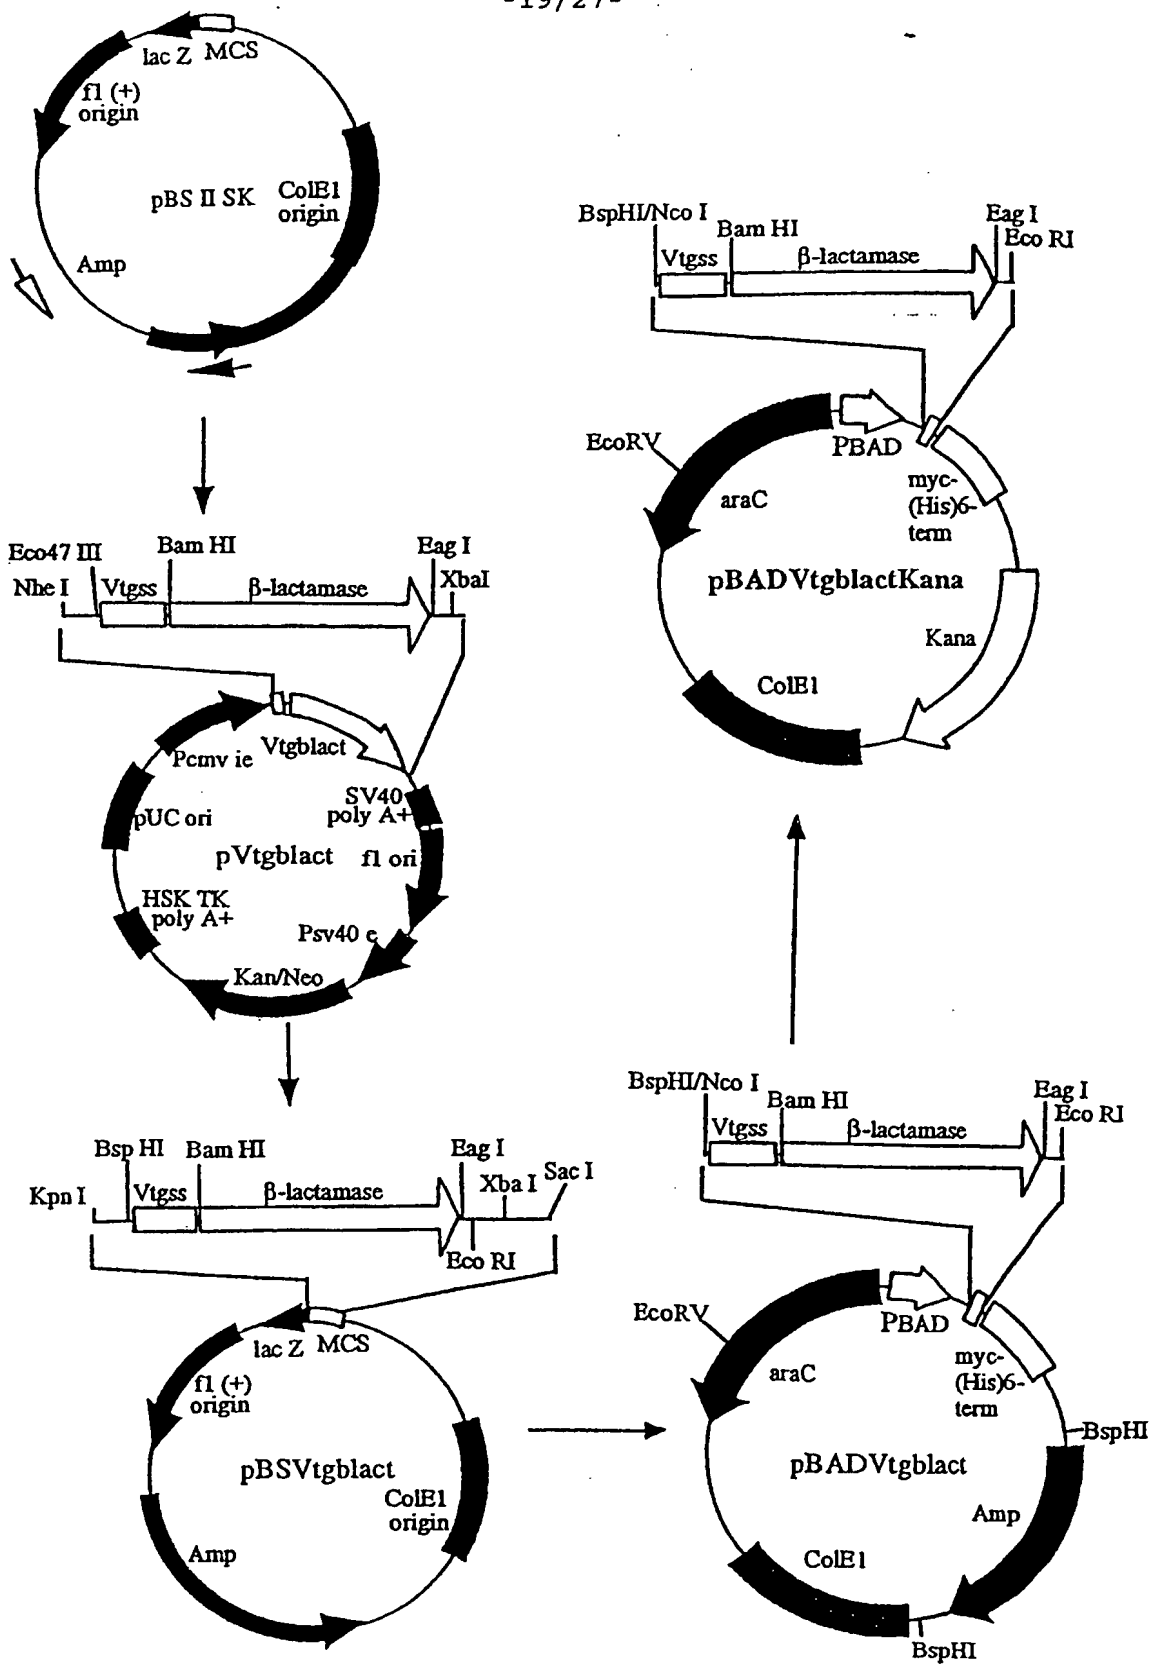 -19/27-
lac Z MCS
f1 (+)
origin
pBS II SK
ColE1
origin
Amp
Eco47 III
Nhe I
Vtgss
Bam HI
β-lactamase
Eag I
XbaI
Pcmv ie
Vtgblact
pUC ori
SV40
poly A+
pVtgblact
f1 ori
HSK TK
poly A+
Psv40 e
Kan/Neo
Kpn I
Bsp HI
Vtgss
Bam HI
β-lactamase
Eag I
Xba I
Sac I
Eco RI
lac Z MCS
f1 (+)
origin
pBSVtgblact
ColE1
origin
Amp
BspHI/Nco I
Vtgss
Bam HI
β-lactamase
Eag I
Eco RI
EcoRV
PBAD
araC
myc-
(His)6-
term
pBADVtgblactKana
Kana
ColE1
BspHI/Nco I
Vtgss
Bam HI
β-lactamase
Eag I
Eco RI
EcoRV
PBAD
araC
myc-
(His)6-
term
BspHI
pBADVtgblact
Amp
ColE1
BspHI